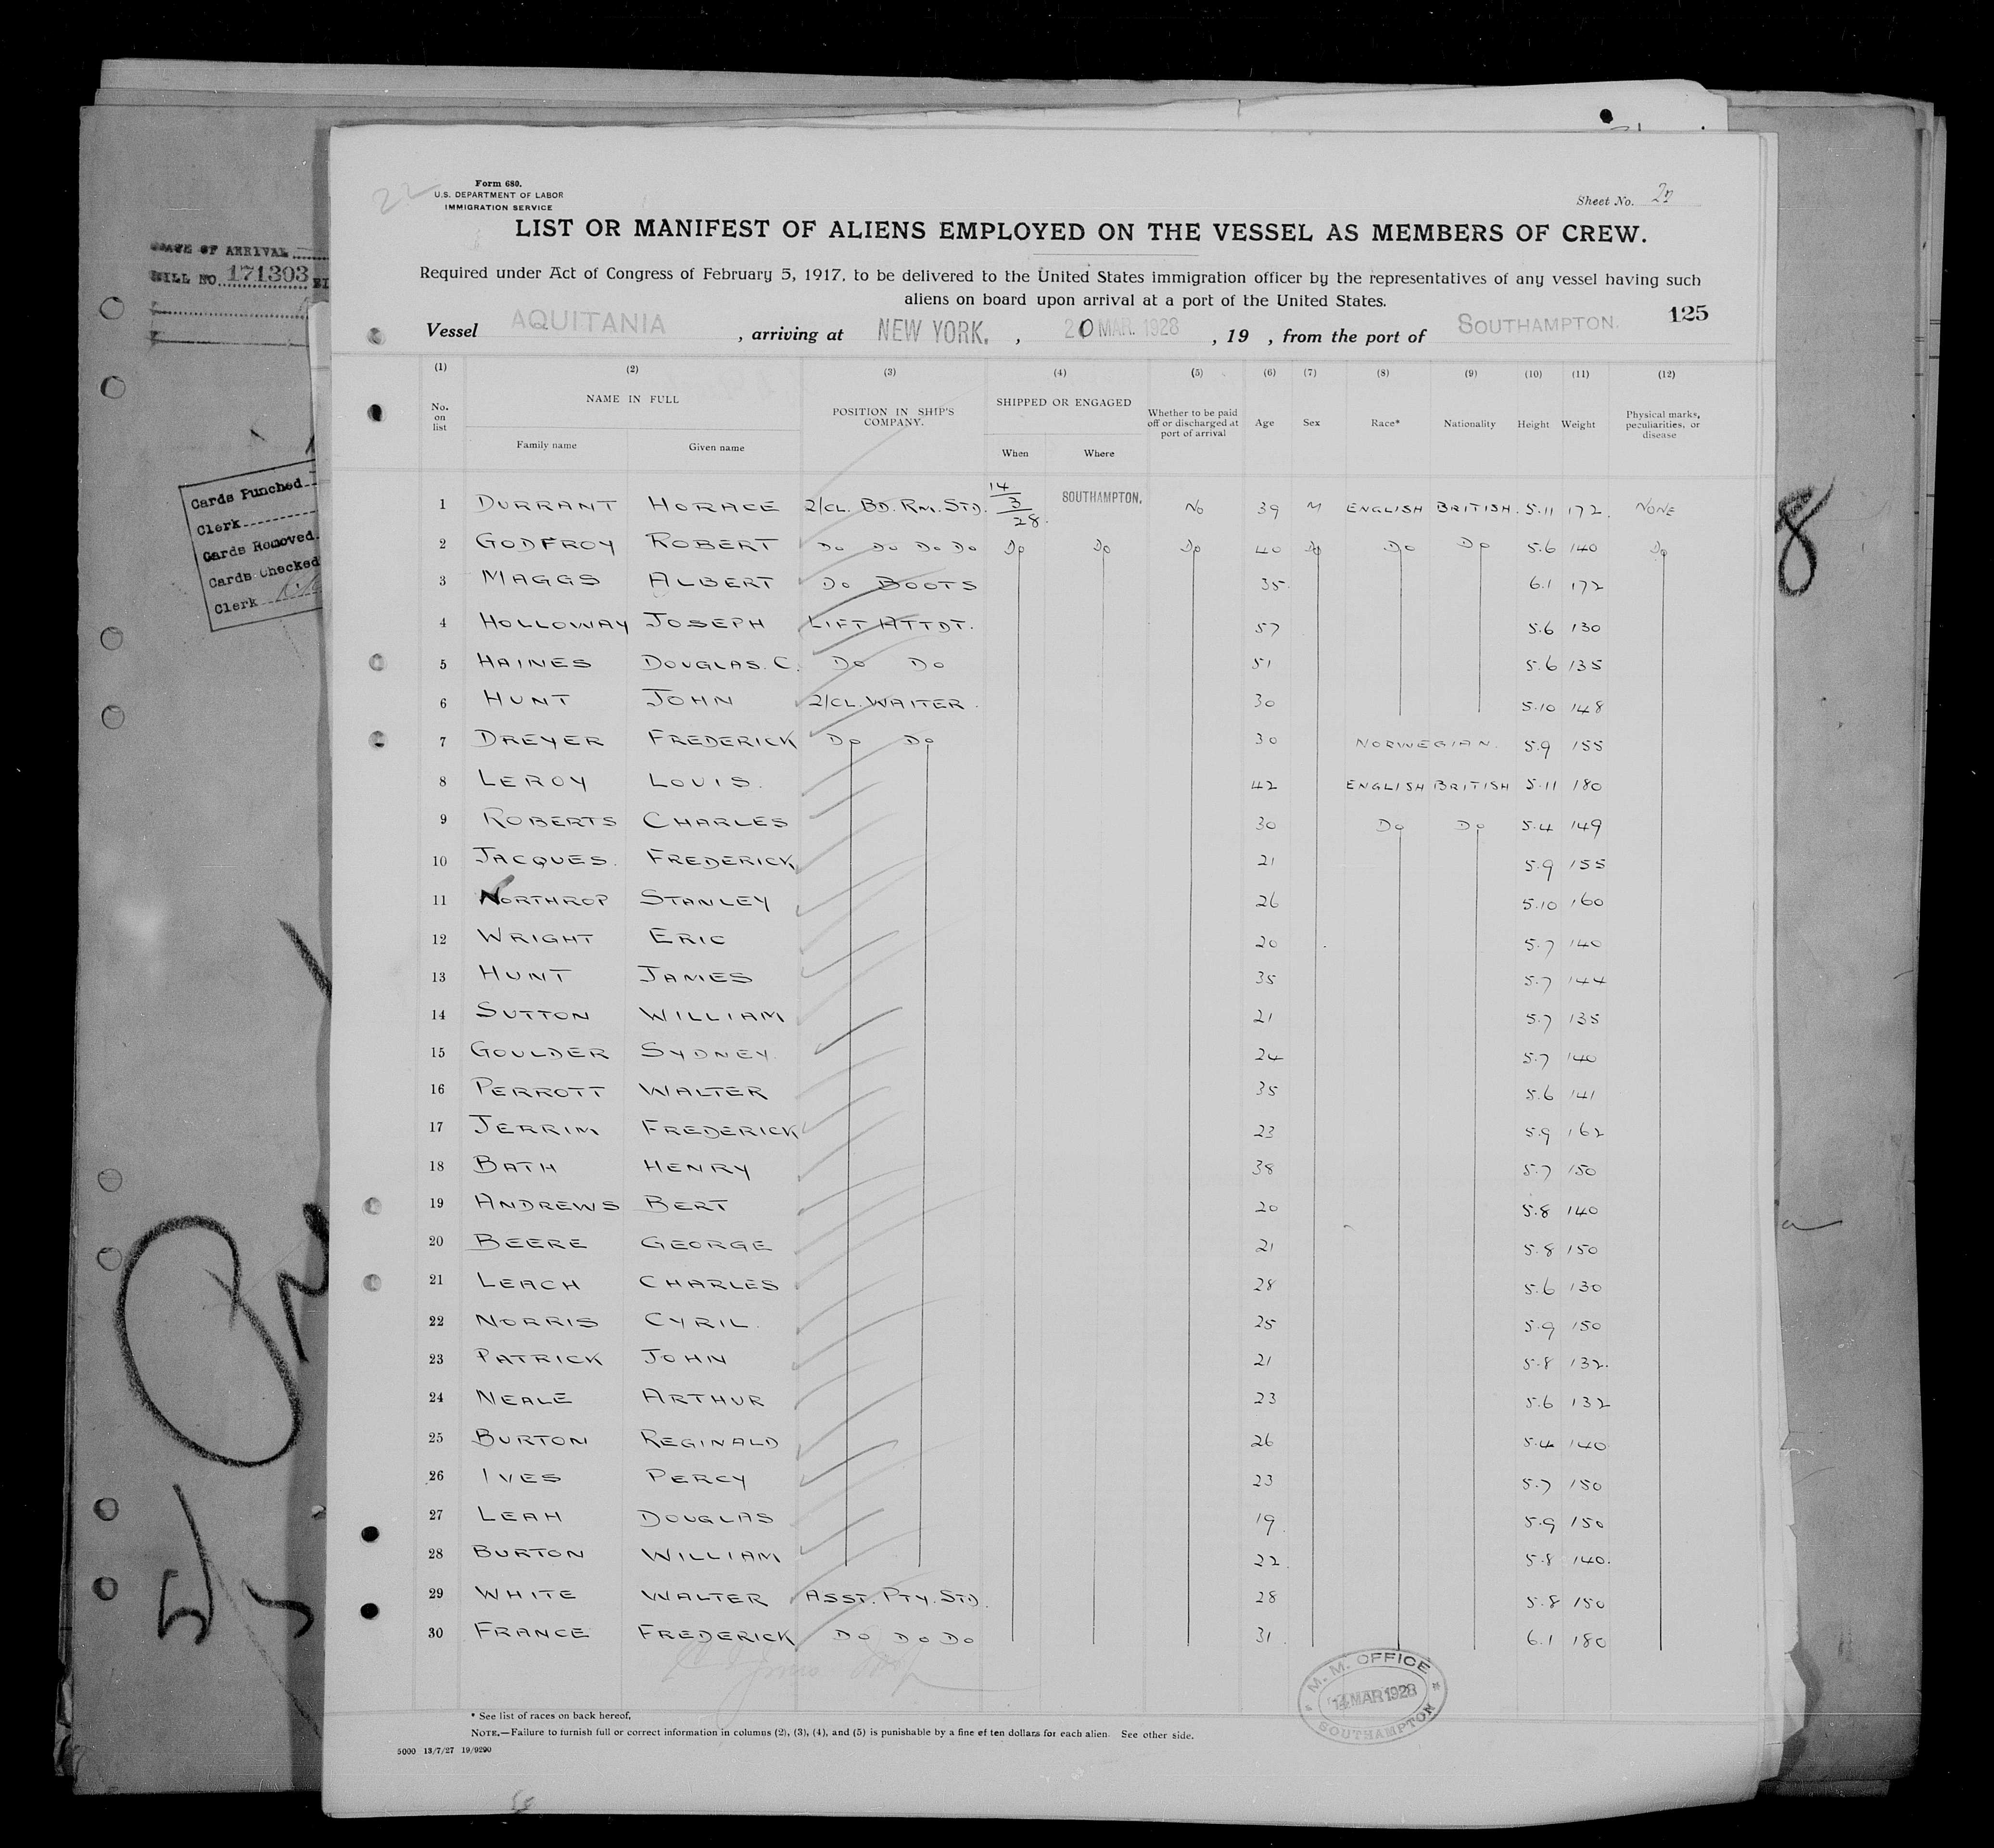 Form 680.
U.S. DEPARTMENT OF LABOR
IMMIGRATION SERVICE
22
Sheet No.
LIST OR MANIFEST OF ALIENS EMPLOYED ON THE VESSEL AS MEMBERS OF CREW.
Required under Act of Congress of February 5, 1917, to be delivered to the United States immigration officer by the representatives of any vessel having such
aliens on board upon arrival at a port of the United States.
125
Vessel AQUITANIA , arriving at NEW YORK. , 20 MAR. 1928 , 19 , from the port of SOUTHAMPTON.
(1) (2) (3) (4) (5) (6) (7) (8) (9) (10) (11) (12)
No. on list NAME IN FULL Family name Given name POSITION IN SHIP'S COMPANY. SHIPPED OR ENGAGED When Where Whether to be paid off or discharged at port of arrival Age Sex Race* Nationality Height Weight Physical marks, peculiarities, or disease
1 DURRANT HORACE 2/CL. BD. RM. STD. 14/3/28. SOUTHAMPTON. NO 39 M ENGLISH BRITISH. 5.11 172. NONE
2 GODFROY ROBERT DO DO DO DO DO DO DO 40 DO DO DO 5.6 140 DO
3 MAGGS ALBERT DO BOOTS 35. 6.1 172
4 HOLLOWAY JOSEPH LIFT ATTDT. 57 5.6 130
5 HAINES DOUGLAS. C. DO DO 51 5.6 135
6 HUNT JOHN 2/CL. WAITER. 30 5.10 148
7 DREYER FREDERICK DO DO 30 NORWEGIAN. 5.9 155
8 LEROY LOUIS. 42 ENGLISH BRITISH 5.11 180
9 ROBERTS CHARLES 30 DO DO 5.4 149
10 JACQUES. FREDERICK 21 5.9 155
11 NORTHROP STANLEY 26 5.10 160
12 WRIGHT ERIC 20 5.7 140
13 HUNT JAMES 35 5.7 144
14 SUTTON WILLIAM 21 5.7 135
15 GOULDER SYDNEY. 24 5.7 140
16 PERROTT WALTER 35 5.6 141
17 JERRIM FREDERICK 23 5.9 162
18 BATH HENRY 38 5.7 150
19 ANDREWS BERT 20 5.8 140
20 BEERE GEORGE 21 5.8 150
21 LEACH CHARLES 28 5.6 130
22 NORRIS CYRIL. 25 5.9 150
23 PATRICK JOHN 21 5.8 132.
24 NEALE ARTHUR 23 5.6 132
25 BURTON REGINALD 26 5.4 140
26 IVES PERCY 23 5.7 150
27 LEAH DOUGLAS 19. 5.9 150
28 BURTON WILLIAM 22. 5.8 140.
29 WHITE WALTER ASST. PTY. STD. 28 5.8 150
30 FRANCE FREDERICK DO DO DO 31. 6.1 180
M. M. OFFICE
14 MAR 1928
SOUTHAMPTON
* See list of races on back hereof.
NOTE.—Failure to furnish full or correct information in columns (2), (3), (4), and (5) is punishable by a fine of ten dollars for each alien. See other side.
5000 13/7/27 19/9290
OF ARRIVAL
BILL NO. 171303
Cards Punched
Clerk
Cards Removed
Cards Checked
Clerk
8